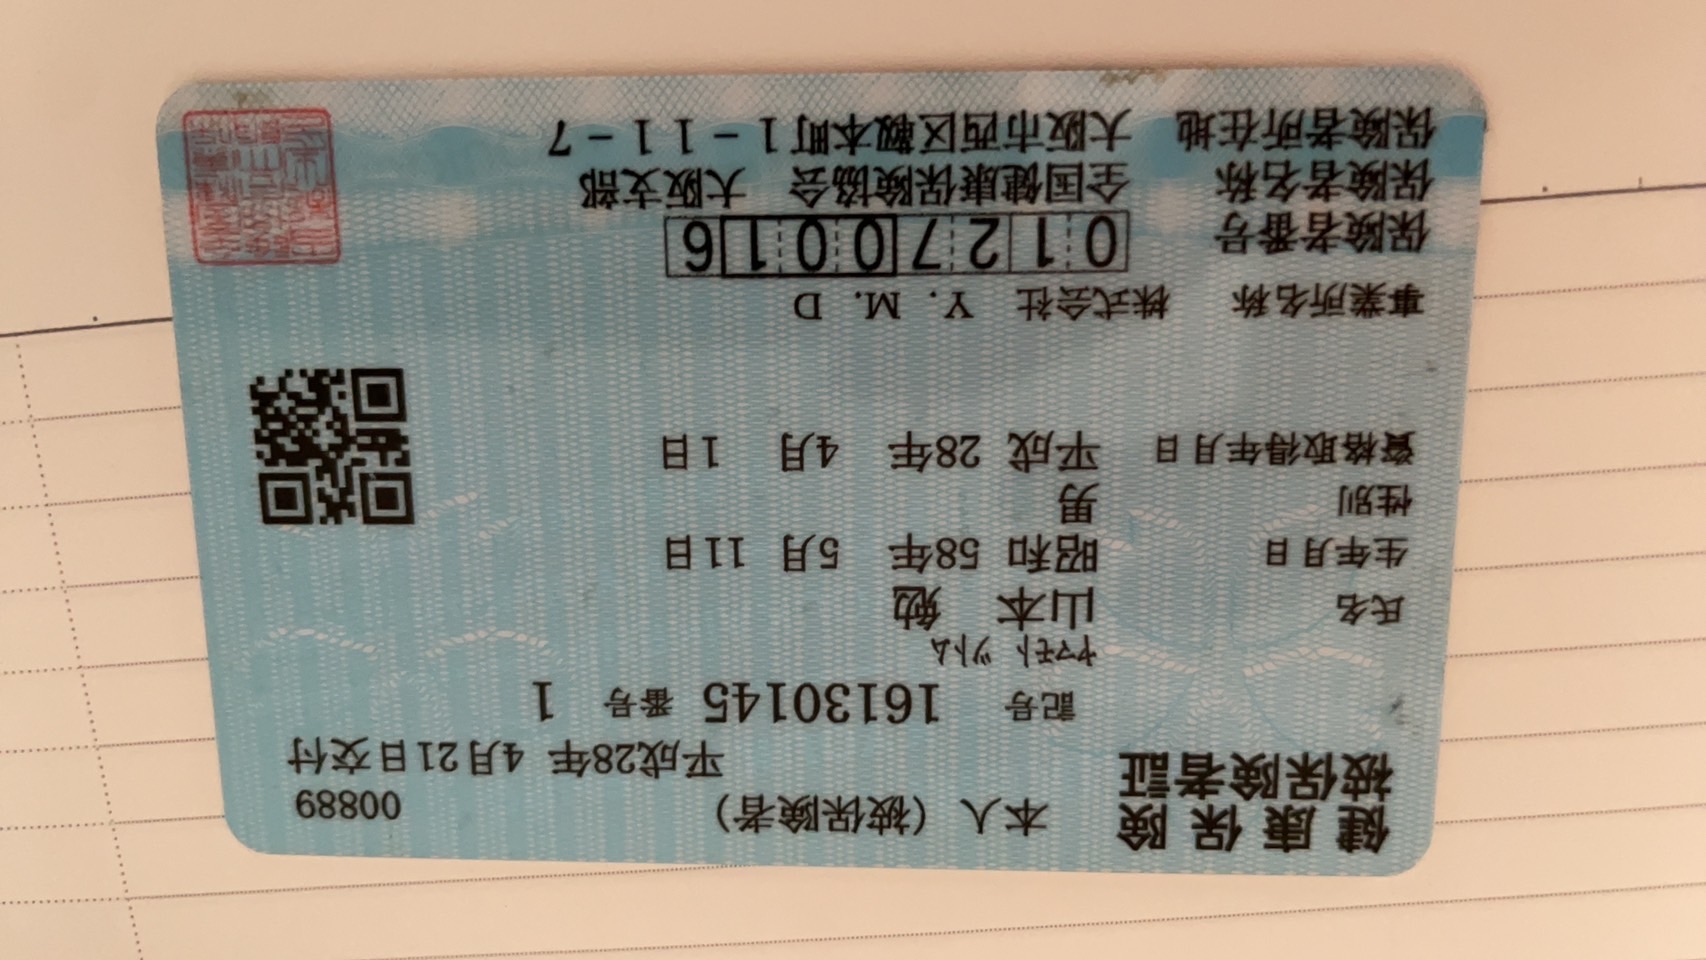 健康保険 本人（被保険者） 00889
被保険者証 平成28年 4月21日交付
記号 16130145 番号 1
ヤマモト ツトム
氏名 山本 勉
生年月日 昭和 58年 5月 11日
性別 男
資格取得年月日 平成 28年 4月 1日
事業所名称 株式会社 Y．M．D
保険者番号 01270016
保険者名称 全国健康保険協会 大阪支部
保険者所在地 大阪市西区靱本町1-11-7